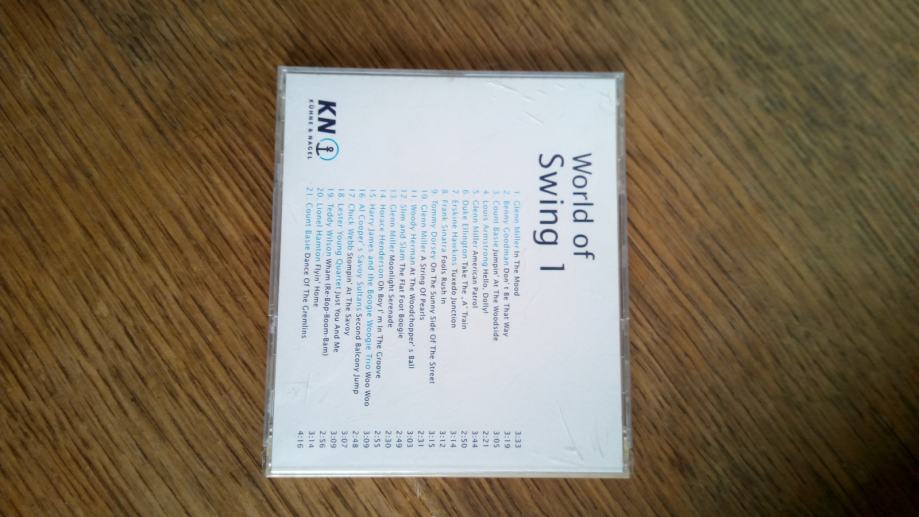 World of
Swing 1
1. Glenn Miller In The Mood 3:33
2. Benny Goodman Don't Be That Way 3:19
3. Count Basie Jumpin' At The Woodside 3:05
4. Louis Armstrong Hello, Dolly! 2:21
5. Glenn Miller American Patrol 3:44
6. Duke Ellington Take The „A" Train 2:50
7. Erskine Hawkins Tuxedo Junction 3:14
8. Frank Sinatra Fools Rush In 3:12
9. Tommy Dorsey On The Sunny Side Of The Street 3:15
10. Glenn Miller A String Of Pearls 2:31
11. Woody Herman At The Woodchopper's Ball 3:03
12. Slim and Slam The Flat Foot Boogie 2:49
13. Glenn Miller Moonlight Serenade 2:30
14. Horace Henderson Oh Boy I'm In The Groove 2:55
15. Harry James and the Boogie Woogie Trio Woo Woo 3:09
16. Al Cooper's Savoy Sultans Second Balcony Jump 2:48
17. Chick Webb Stompin' At The Savoy 3:07
18. Lester Young Quartet Just You And Me 3:09
19. Teddy Wilson Wham (Re-Bop-Boom-Bam) 2:56
20. Lionel Hamton Flyin' Home 3:14
21. Count Basie Dance Of The Gremlins 4:16
KN
KÜHNE & NAGEL